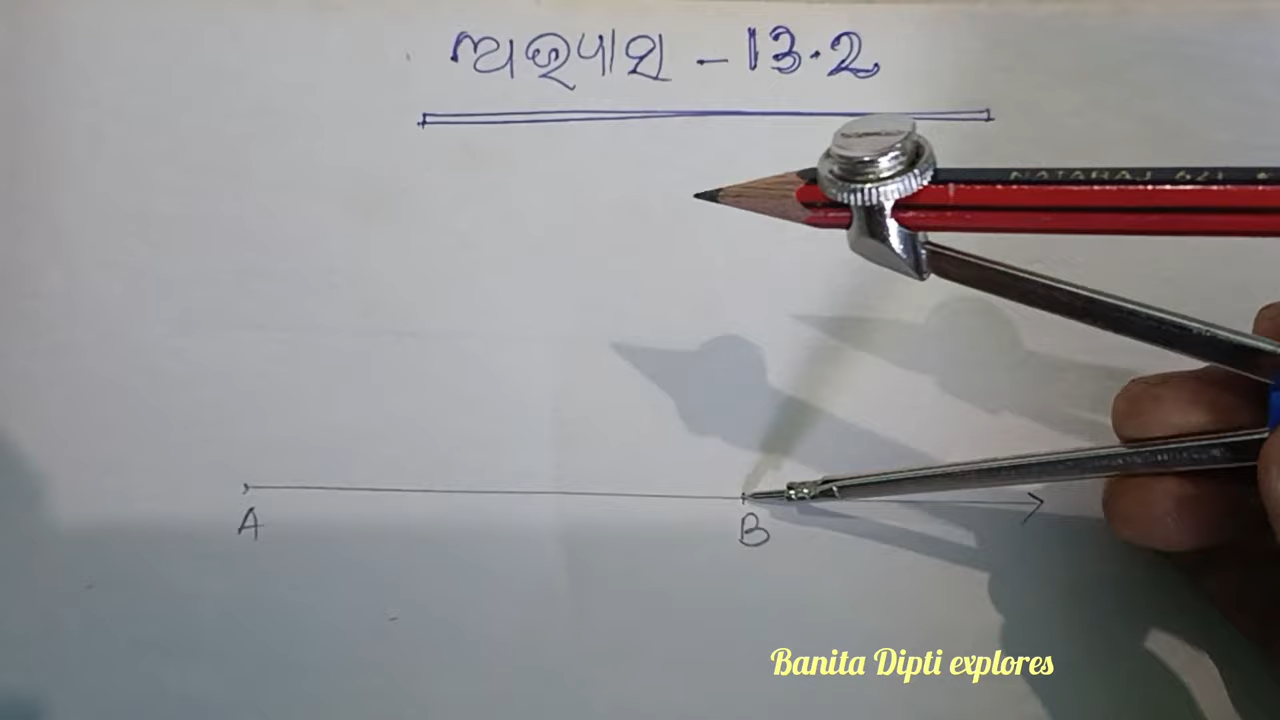 ଅଭ୍ୟାସ - 13.2
NATARAJ 621
A
B
Banita Dipti explores